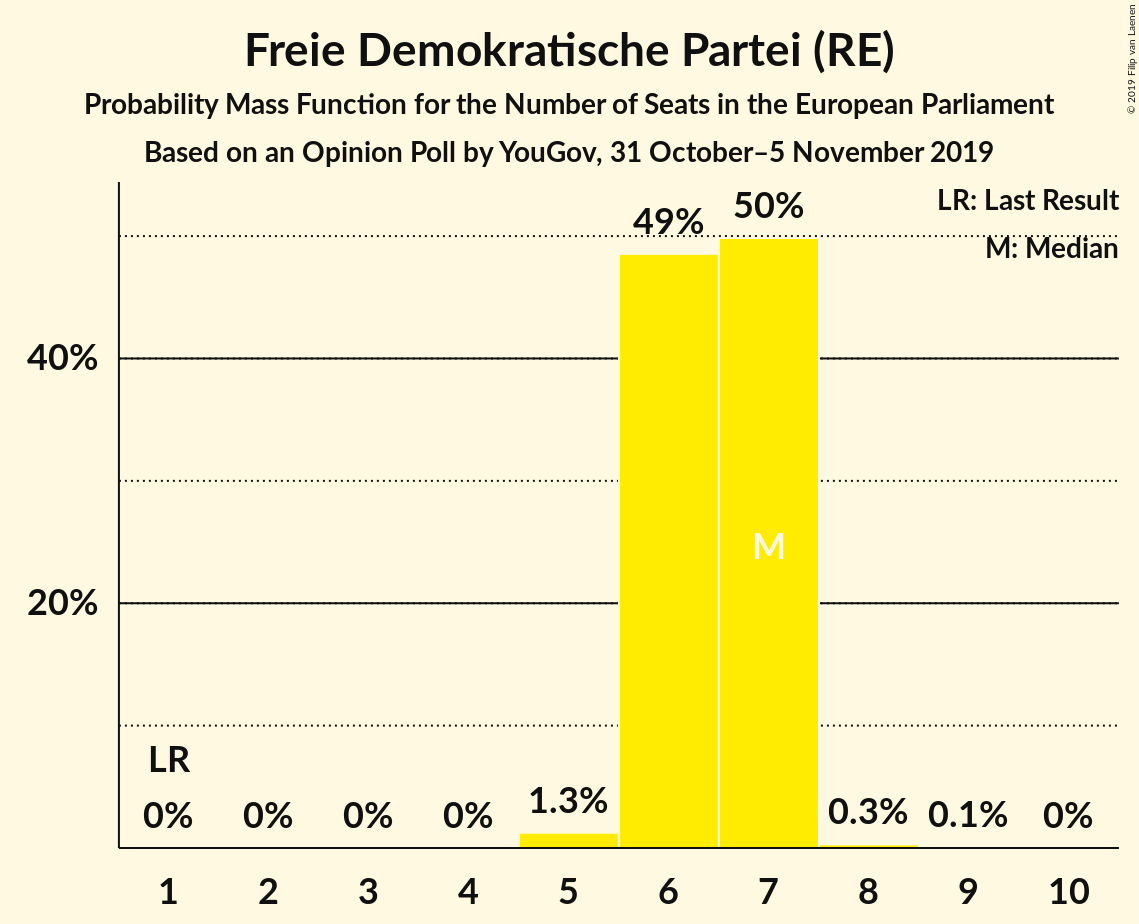 Freie Demokratische Partei (RE)
Probability Mass Function for the Number of Seats in the European Parliament
Based on an Opinion Poll by YouGov, 31 October–5 November 2019
© 2019 Filip van Laenen
LR: Last Result
M: Median
40%
20%
LR
0%
0%
0%
0%
1.3%
49%
50%
0.3%
0.1%
0%
M
1
2
3
4
5
6
7
8
9
10